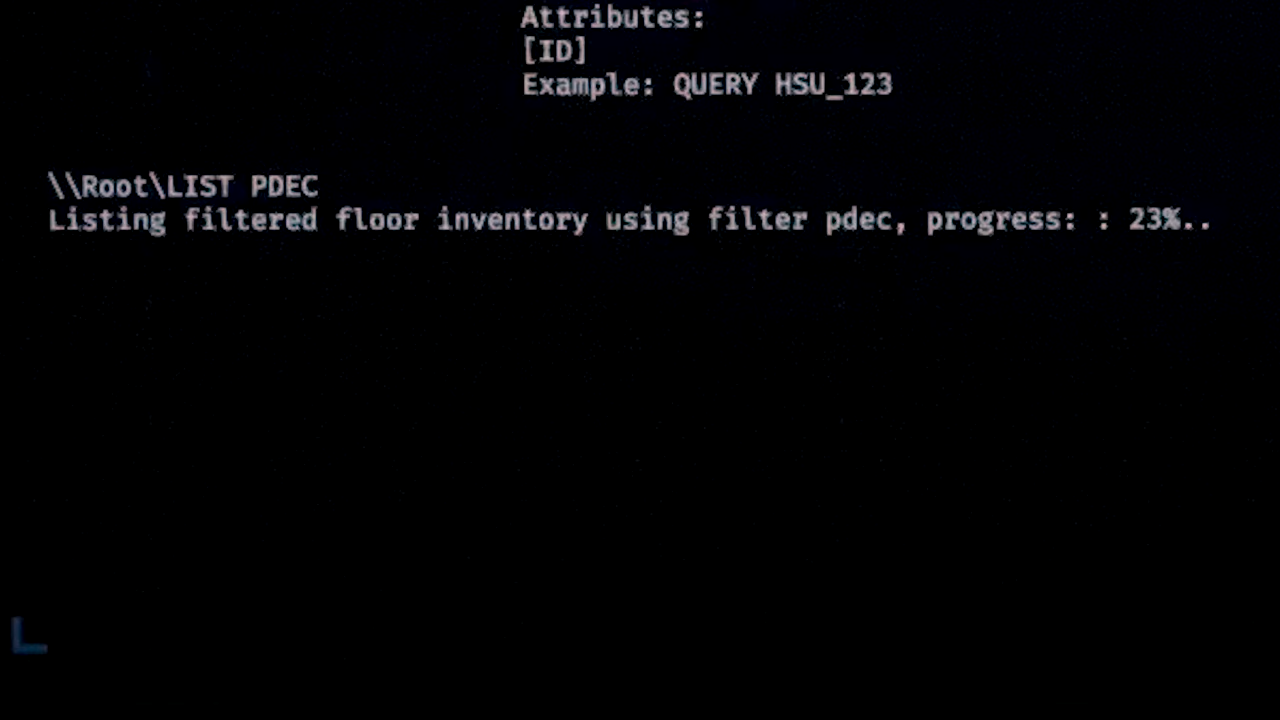 Attributes:
[ID]
Example: QUERY HSU_123
\\Root\LIST PDEC
Listing filtered floor inventory using filter pdec, progress: : 23%..